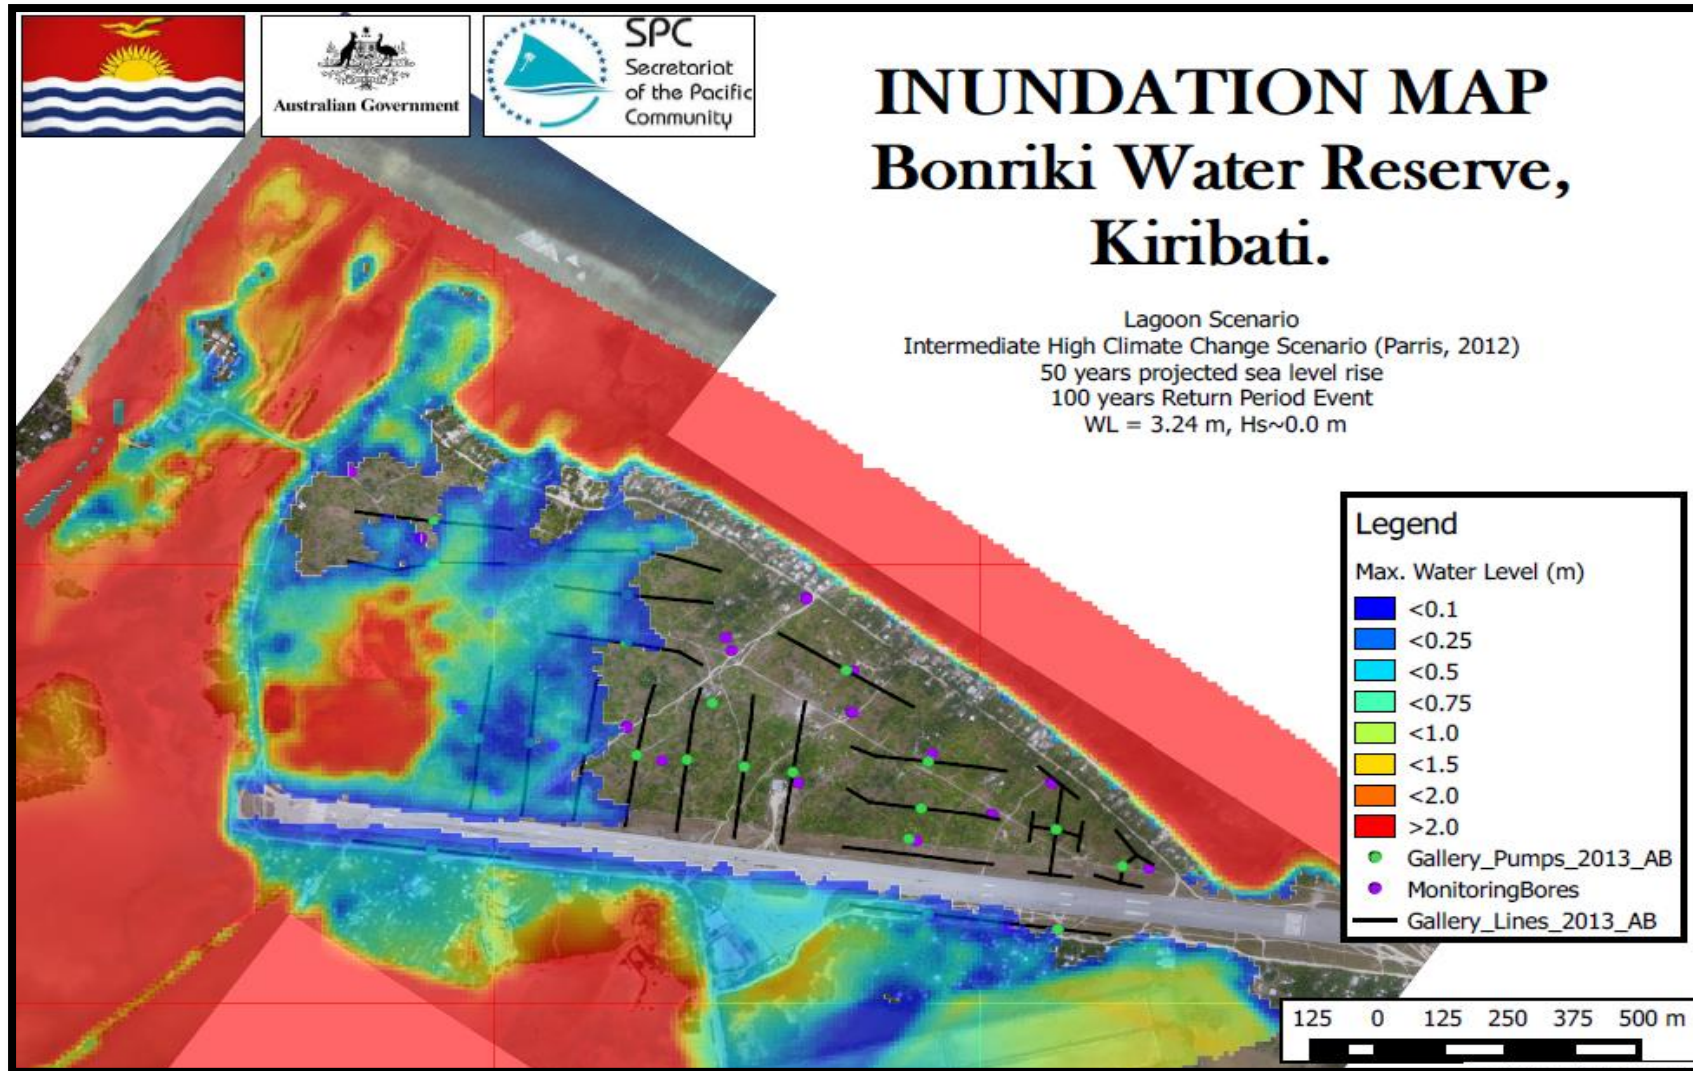 SPC
Secretariat
of the Pacific
Community
Australian Government
INUNDATION MAP
Bonriki Water Reserve,
Kiribati.
Lagoon Scenario
Intermediate High Climate Change Scenario (Parris, 2012)
50 years projected sea level rise
100 years Return Period Event
WL = 3.24 m, Hs~0.0 m
Legend
Max. Water Level (m)
<0.1
<0.25
<0.5
<0.75
<1.0
<1.5
<2.0
>2.0
Gallery_Pumps_2013_AB
MonitoringBores
Gallery_Lines_2013_AB
125 0 125 250 375 500 m